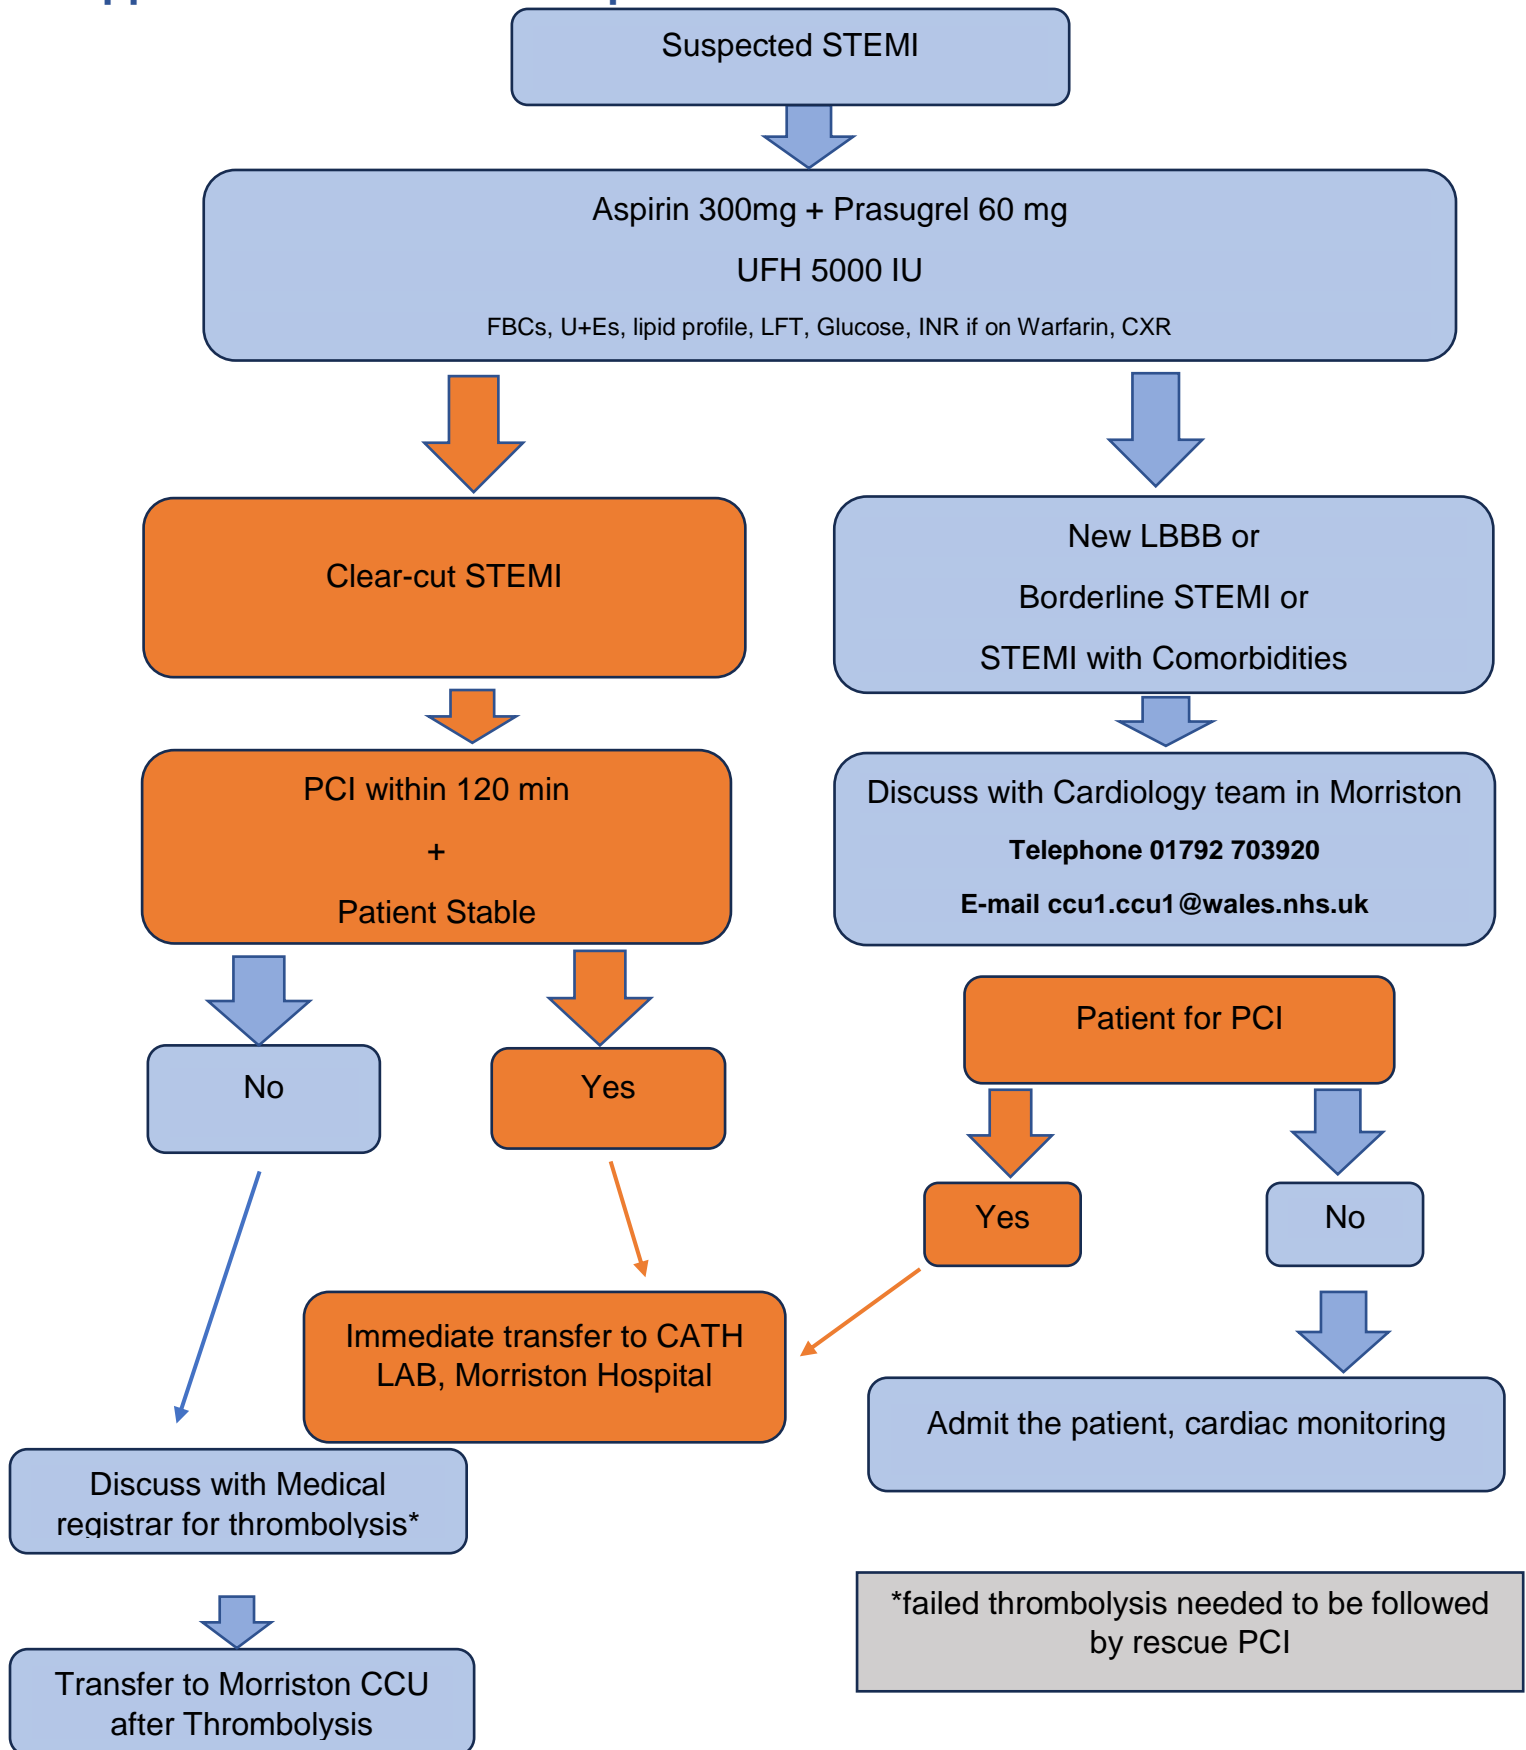 Suspected STEMI
Aspirin 300mg + Prasugrel 60 mg
UFH 5000 IU
FBCs, U+Es, lipid profile, LFT, Glucose, INR if on Warfarin, CXR
Clear-cut STEMI
New LBBB or
Borderline STEMI or
STEMI with Comorbidities
PCI within 120 min
+
Patient Stable
Discuss with Cardiology team in Morriston
Telephone 01792 703920
E-mail ccu1.ccu1@wales.nhs.uk
Patient for PCI
No
Yes
Yes
No
Immediate transfer to CATH
LAB, Morriston Hospital
Admit the patient, cardiac monitoring
Discuss with Medical
registrar for thrombolysis*
*failed thrombolysis needed to be followed
by rescue PCI
Transfer to Morriston CCU
after Thrombolysis